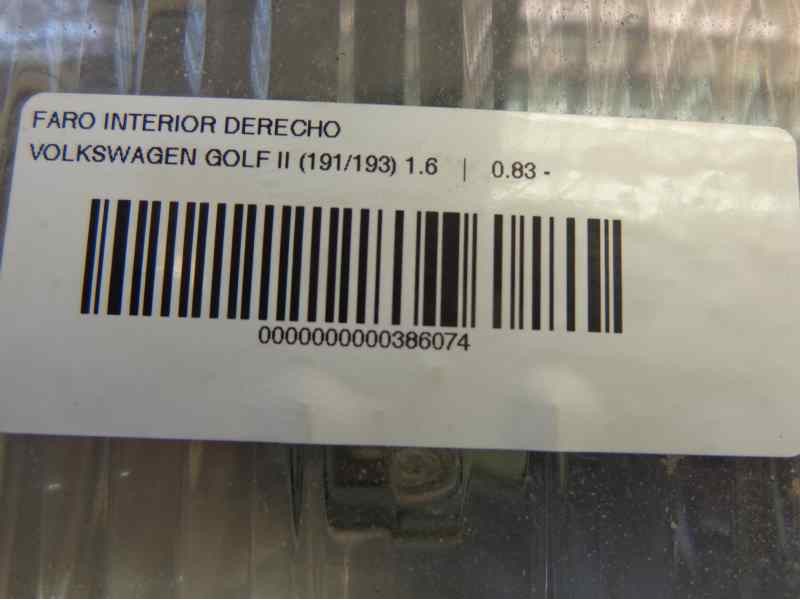 FARO INTERIOR DERECHO
VOLKSWAGEN GOLF II (191/193) 1.6 | 0.83 -
0000000000386074